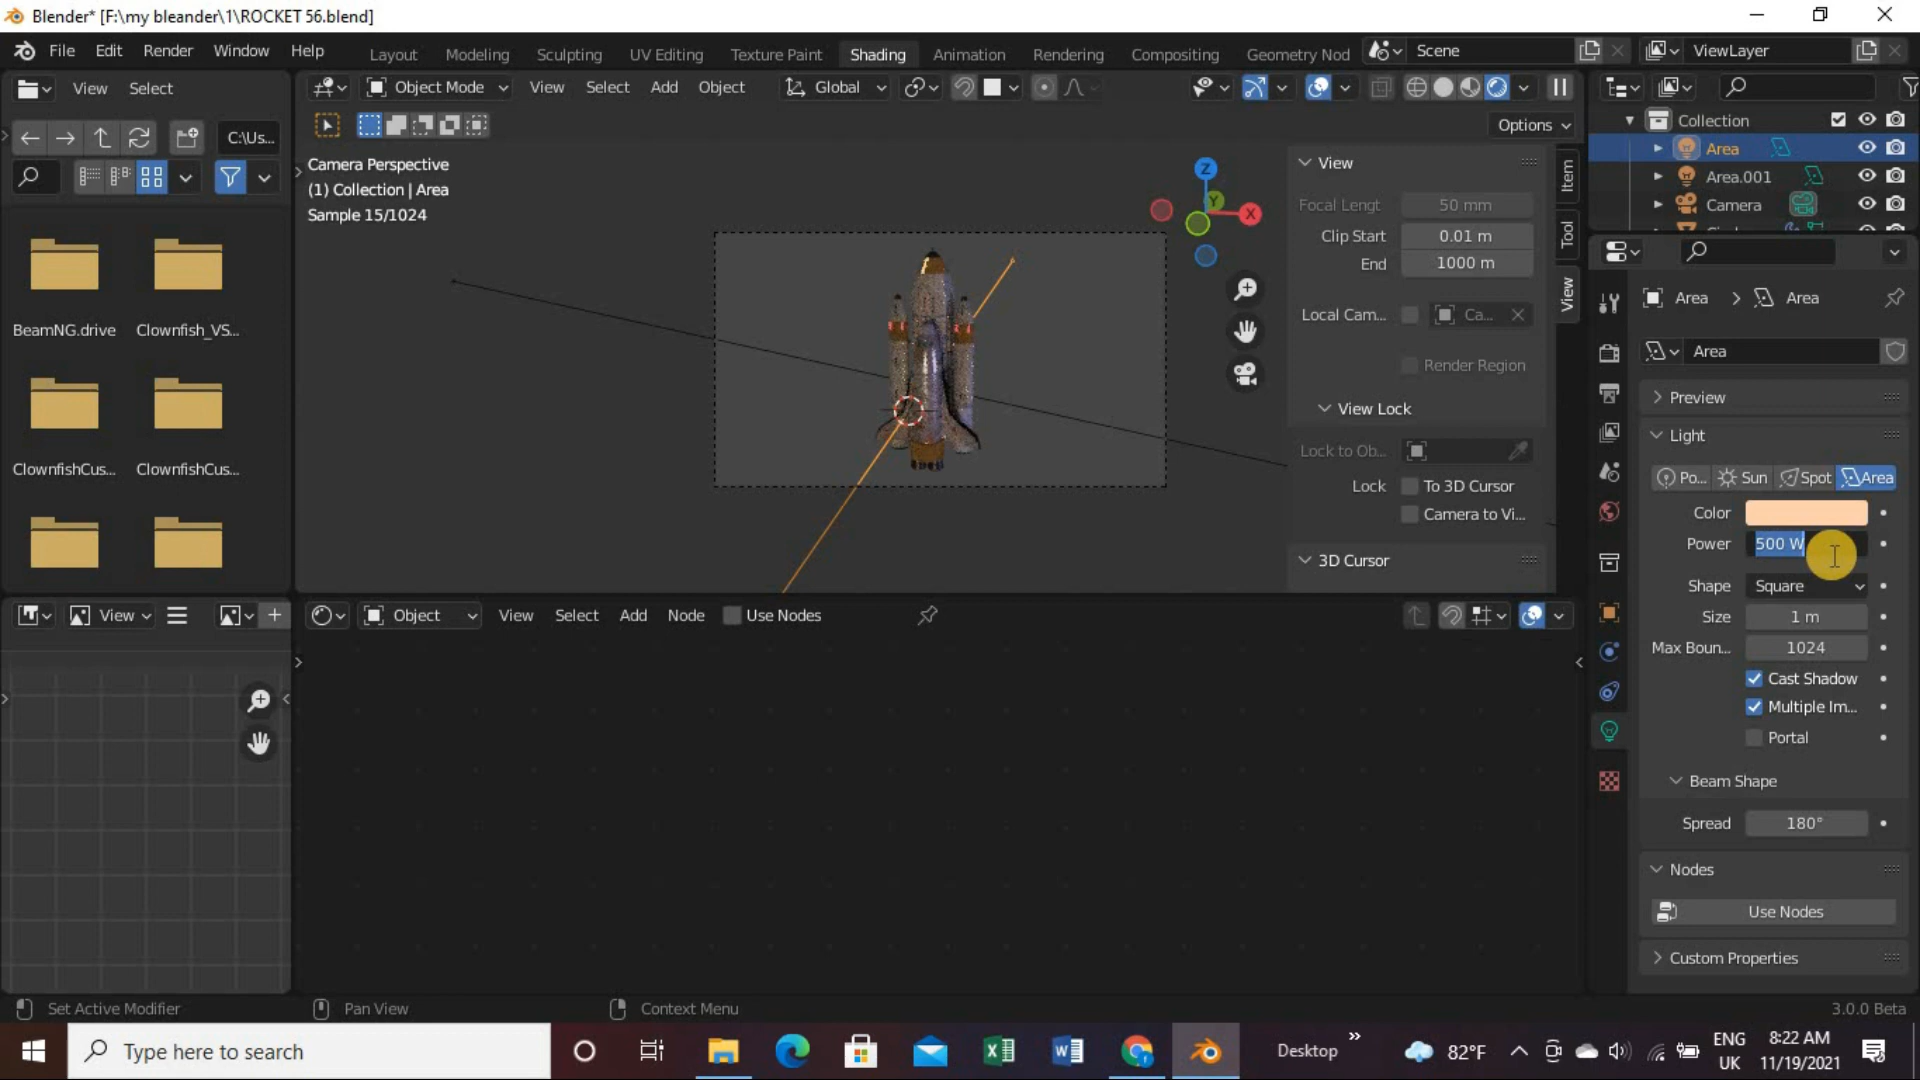 Blender* [F:\my bleander\1\ROCKET 56.blend]
File Edit Render Window Help Layout Modeling Sculpting UV Editing Texture Paint Shading Animation Rendering Compositing Geometry Nod Scene ViewLayer
View Select
Object Mode View Select Add Object Global
C:\Us...
Options
Camera Perspective
(1) Collection | Area
Sample 15/1024
Z
Y
X
BeamNG.drive Clownfish_VS...
ClownfishCus... ClownfishCus...
View
Focal Lengt 50 mm
Clip Start 0.01 m
End 1000 m
Local Cam... Ca...
Render Region
View Lock
Lock to Ob...
Lock To 3D Cursor
Camera to Vi...
3D Cursor
Item
Tool
View
Collection
Area
Area.001
Camera
Area > Area
Area
Preview
Light
Po... Sun Spot Area
Color
Power 500 W
Shape Square
Size 1 m
Max Boun... 1024
Cast Shadow
Multiple Im...
Portal
Beam Shape
Spread 180°
Nodes
Use Nodes
Custom Properties
View
Object View Select Add Node Use Nodes
Set Active Modifier Pan View Context Menu 3.0.0 Beta
Type here to search
Desktop
82°F
ENG
UK
8:22 AM
11/19/2021